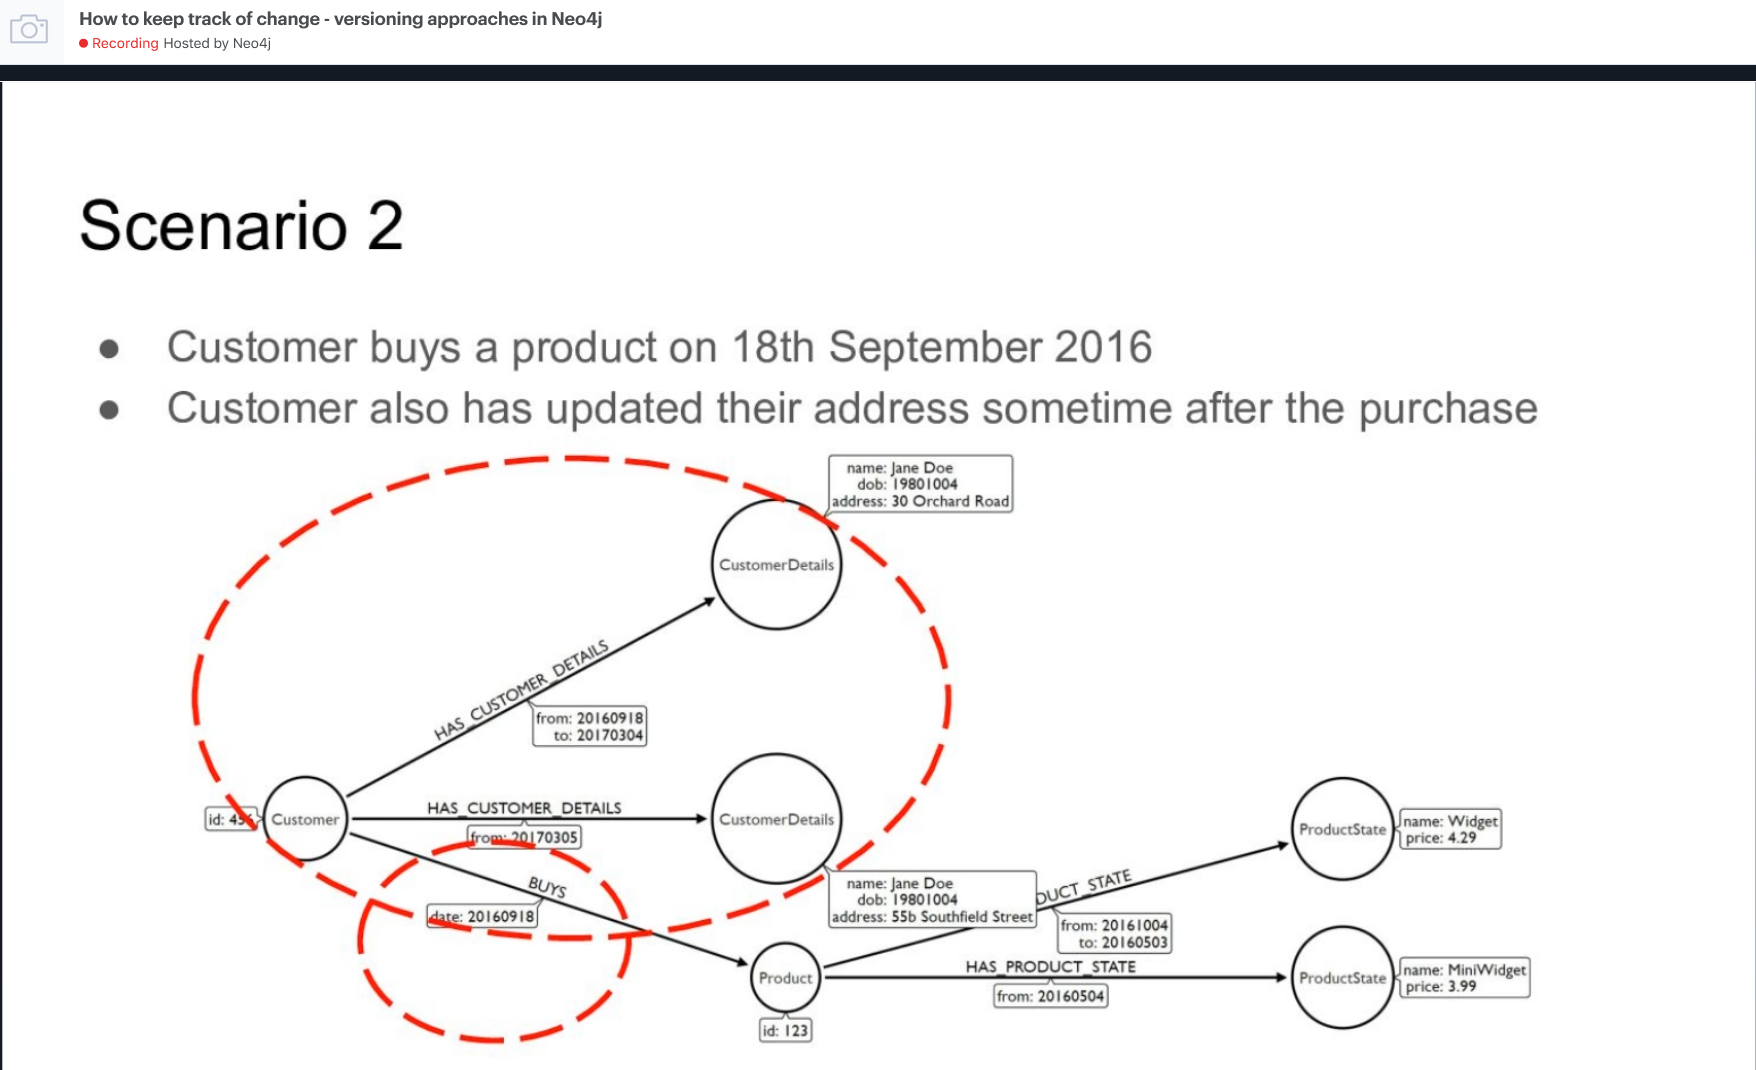 How to keep track of change - versioning approaches in Neo4j
Recording Hosted by Neo4j
Scenario 2
● Customer buys a product on 18th September 2016
● Customer also has updated their address sometime after the purchase
name: Jane Doe
dob: 19801004
address: 30 Orchard Road
CustomerDetails
HAS_CUSTOMER_DETAILS
from: 20160918
to: 20170304
id:
Customer
HAS_CUSTOMER_DETAILS
from: 20170305
CustomerDetails
name: Jane Doe
dob: 19801004
address: 55b Southfield Street
BUYS
date: 20160918
Product
id: 123
DUCT_STATE
from: 20161004
to: 20160503
ProductState
name: Widget
price: 4.29
HAS_PRODUCT_STATE
from: 20160504
ProductState
name: MiniWidget
price: 3.99